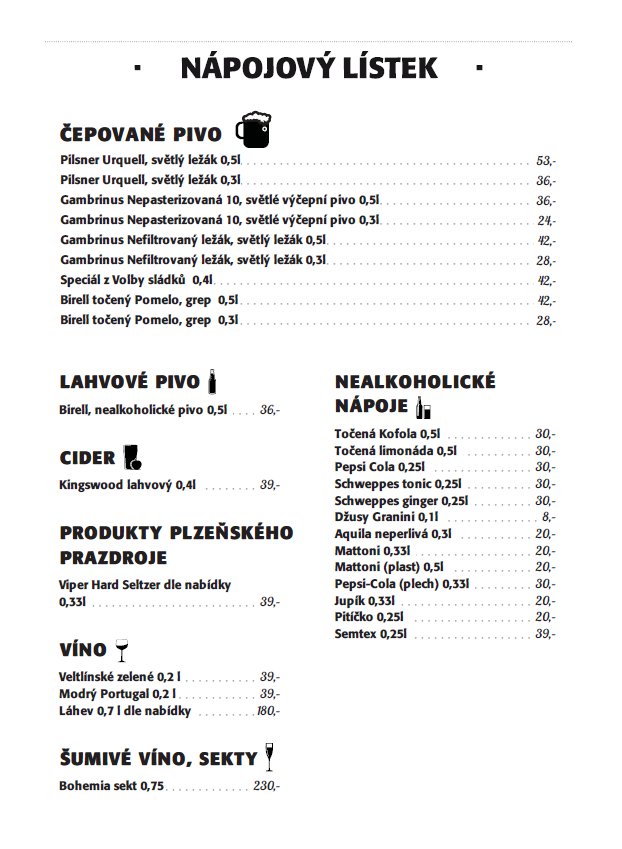 NÁPOJOVÝ LÍSTEK
ČEPOVANÉ PIVO
Pilsner Urquell, světlý ležák 0,5l 53,-
Pilsner Urquell, světlý ležák 0,3l 36,-
Gambrinus Nepasterizovaná 10, světlé výčepní pivo 0,5l 36,-
Gambrinus Nepasterizovaná 10, světlé výčepní pivo 0,3l 24,-
Gambrinus Nefiltrovaný ležák, světlý ležák 0,5l 42,-
Gambrinus Nefiltrovaný ležák, světlý ležák 0,3l 28,-
Speciál z Volby sládků 0,4l 42,-
Birell točený Pomelo, grep 0,5l 42,-
Birell točený Pomelo, grep 0,3l 28,-
LAHVOVÉ PIVO
Birell, nealkoholické pivo 0,5l 36,-
CIDER
Kingswood lahvový 0,4l 39,-
PRODUKTY PLZEŇSKÉHO
PRAZDROJE
Viper Hard Seltzer dle nabídky
0,33l 39,-
VÍNO
Veltlínské zelené 0,2 l 39,-
Modrý Portugal 0,2 l 39,-
Láhev 0,7 l dle nabídky 180,-
ŠUMIVÉ VÍNO, SEKTY
Bohemia sekt 0,75 230,-
NEALKOHOLICKÉ
NÁPOJE
Točená Kofola 0,5l 30,-
Točená limonáda 0,5l 30,-
Pepsi Cola 0,25l 30,-
Schweppes tonic 0,25l 30,-
Schweppes ginger 0,25l 30,-
Džusy Granini 0,1l 8,-
Aquila neperlivá 0,3l 20,-
Mattoni 0,33l 20,-
Mattoni (plast) 0,5l 20,-
Pepsi-Cola (plech) 0,33l 30,-
Jupík 0,33l 20,-
Pitíčko 0,25l 20,-
Semtex 0,25l 39,-